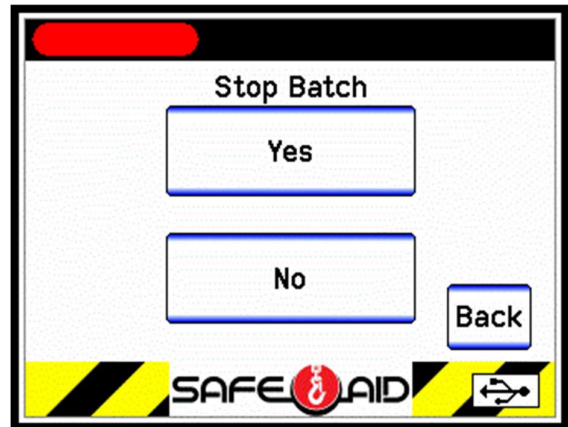 Stop Batch
Yes
No
Back
SAFE AID